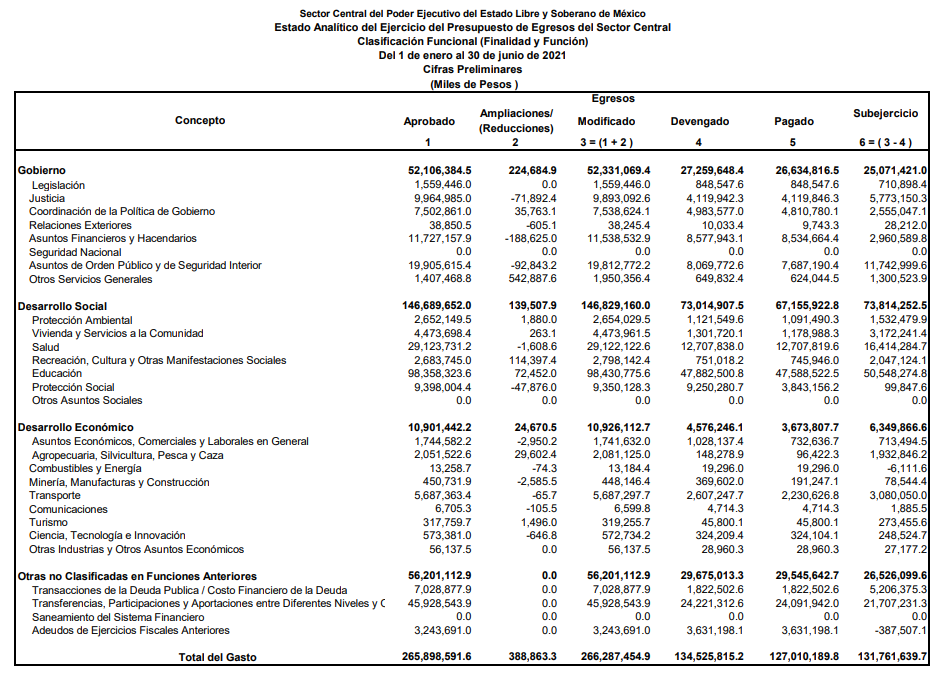 Sector Central del Poder Ejecutivo del Estado Libre y Soberano de México
Estado Analítico del Ejercicio del Presupuesto de Egresos del Sector Central
Clasificación Funcional (Finalidad y Función)
Del 1 de enero al 30 de junio de 2021
Cifras Preliminares
(Miles de Pesos )
Egresos
Concepto Aprobado Ampliaciones/ (Reducciones) Modificado Devengado Pagado Subejercicio
1 2 3 = (1 + 2 ) 4 5 6 = ( 3 - 4 )
Gobierno 52,106,384.5 224,684.9 52,331,069.4 27,259,648.4 26,634,816.5 25,071,421.0
Legislación 1,559,446.0 0.0 1,559,446.0 848,547.6 848,547.6 710,898.4
Justicia 9,964,985.0 -71,892.4 9,893,092.6 4,119,942.3 4,119,846.3 5,773,150.3
Coordinación de la Política de Gobierno 7,502,861.0 35,763.1 7,538,624.1 4,983,577.0 4,810,780.1 2,555,047.1
Relaciones Exteriores 38,850.5 -605.1 38,245.4 10,033.4 9,743.3 28,212.0
Asuntos Financieros y Hacendarios 11,727,157.9 -188,625.0 11,538,532.9 8,577,943.1 8,534,664.4 2,960,589.8
Seguridad Nacional 0.0 0.0 0.0 0.0 0.0 0.0
Asuntos de Orden Público y de Seguridad Interior 19,905,615.4 -92,843.2 19,812,772.2 8,069,772.6 7,687,190.4 11,742,999.6
Otros Servicios Generales 1,407,468.8 542,887.6 1,950,356.4 649,832.4 624,044.5 1,300,523.9
Desarrollo Social 146,689,652.0 139,507.9 146,829,160.0 73,014,907.5 67,155,922.8 73,814,252.5
Protección Ambiental 2,652,149.5 1,880.0 2,654,029.5 1,121,549.6 1,091,490.3 1,532,479.9
Vivienda y Servicios a la Comunidad 4,473,698.4 263.1 4,473,961.5 1,301,720.1 1,178,988.3 3,172,241.4
Salud 29,123,731.2 -1,608.6 29,122,122.6 12,707,838.0 12,707,819.6 16,414,284.7
Recreación, Cultura y Otras Manifestaciones Sociales 2,683,745.0 114,397.4 2,798,142.4 751,018.2 745,946.0 2,047,124.1
Educación 98,358,323.6 72,452.0 98,430,775.6 47,882,500.8 47,588,522.5 50,548,274.8
Protección Social 9,398,004.4 -47,876.0 9,350,128.3 9,250,280.7 3,843,156.2 99,847.6
Otros Asuntos Sociales 0.0 0.0 0.0 0.0 0.0 0.0
Desarrollo Económico 10,901,442.2 24,670.5 10,926,112.7 4,576,246.1 3,673,807.7 6,349,866.6
Asuntos Económicos, Comerciales y Laborales en General 1,744,582.2 -2,950.2 1,741,632.0 1,028,137.4 732,636.7 713,494.5
Agropecuaria, Silvicultura, Pesca y Caza 2,051,522.6 29,602.4 2,081,125.0 148,278.9 96,422.3 1,932,846.2
Combustibles y Energía 13,258.7 -74.3 13,184.4 19,296.0 19,296.0 -6,111.6
Minería, Manufacturas y Construcción 450,731.9 -2,585.5 448,146.4 369,602.0 191,247.1 78,544.4
Transporte 5,687,363.4 -65.7 5,687,297.7 2,607,247.7 2,230,626.8 3,080,050.0
Comunicaciones 6,705.3 -105.5 6,599.8 4,714.3 4,714.3 1,885.5
Turismo 317,759.7 1,496.0 319,255.7 45,800.1 45,800.1 273,455.6
Ciencia, Tecnología e Innovación 573,381.0 -646.8 572,734.2 324,209.4 324,104.1 248,524.7
Otras Industrias y Otros Asuntos Económicos 56,137.5 0.0 56,137.5 28,960.3 28,960.3 27,177.2
Otras no Clasificadas en Funciones Anteriores 56,201,112.9 0.0 56,201,112.9 29,675,013.3 29,545,642.7 26,526,099.6
Transacciones de la Deuda Publica / Costo Financiero de la Deuda 7,028,877.9 0.0 7,028,877.9 1,822,502.6 1,822,502.6 5,206,375.3
Transferencias, Participaciones y Aportaciones entre Diferentes Niveles y C 45,928,543.9 0.0 45,928,543.9 24,221,312.6 24,091,942.0 21,707,231.3
Saneamiento del Sistema Financiero 0.0 0.0 0.0 0.0 0.0 0.0
Adeudos de Ejercicios Fiscales Anteriores 3,243,691.0 0.0 3,243,691.0 3,631,198.1 3,631,198.1 -387,507.1
Total del Gasto 265,898,591.6 388,863.3 266,287,454.9 134,525,815.2 127,010,189.8 131,761,639.7